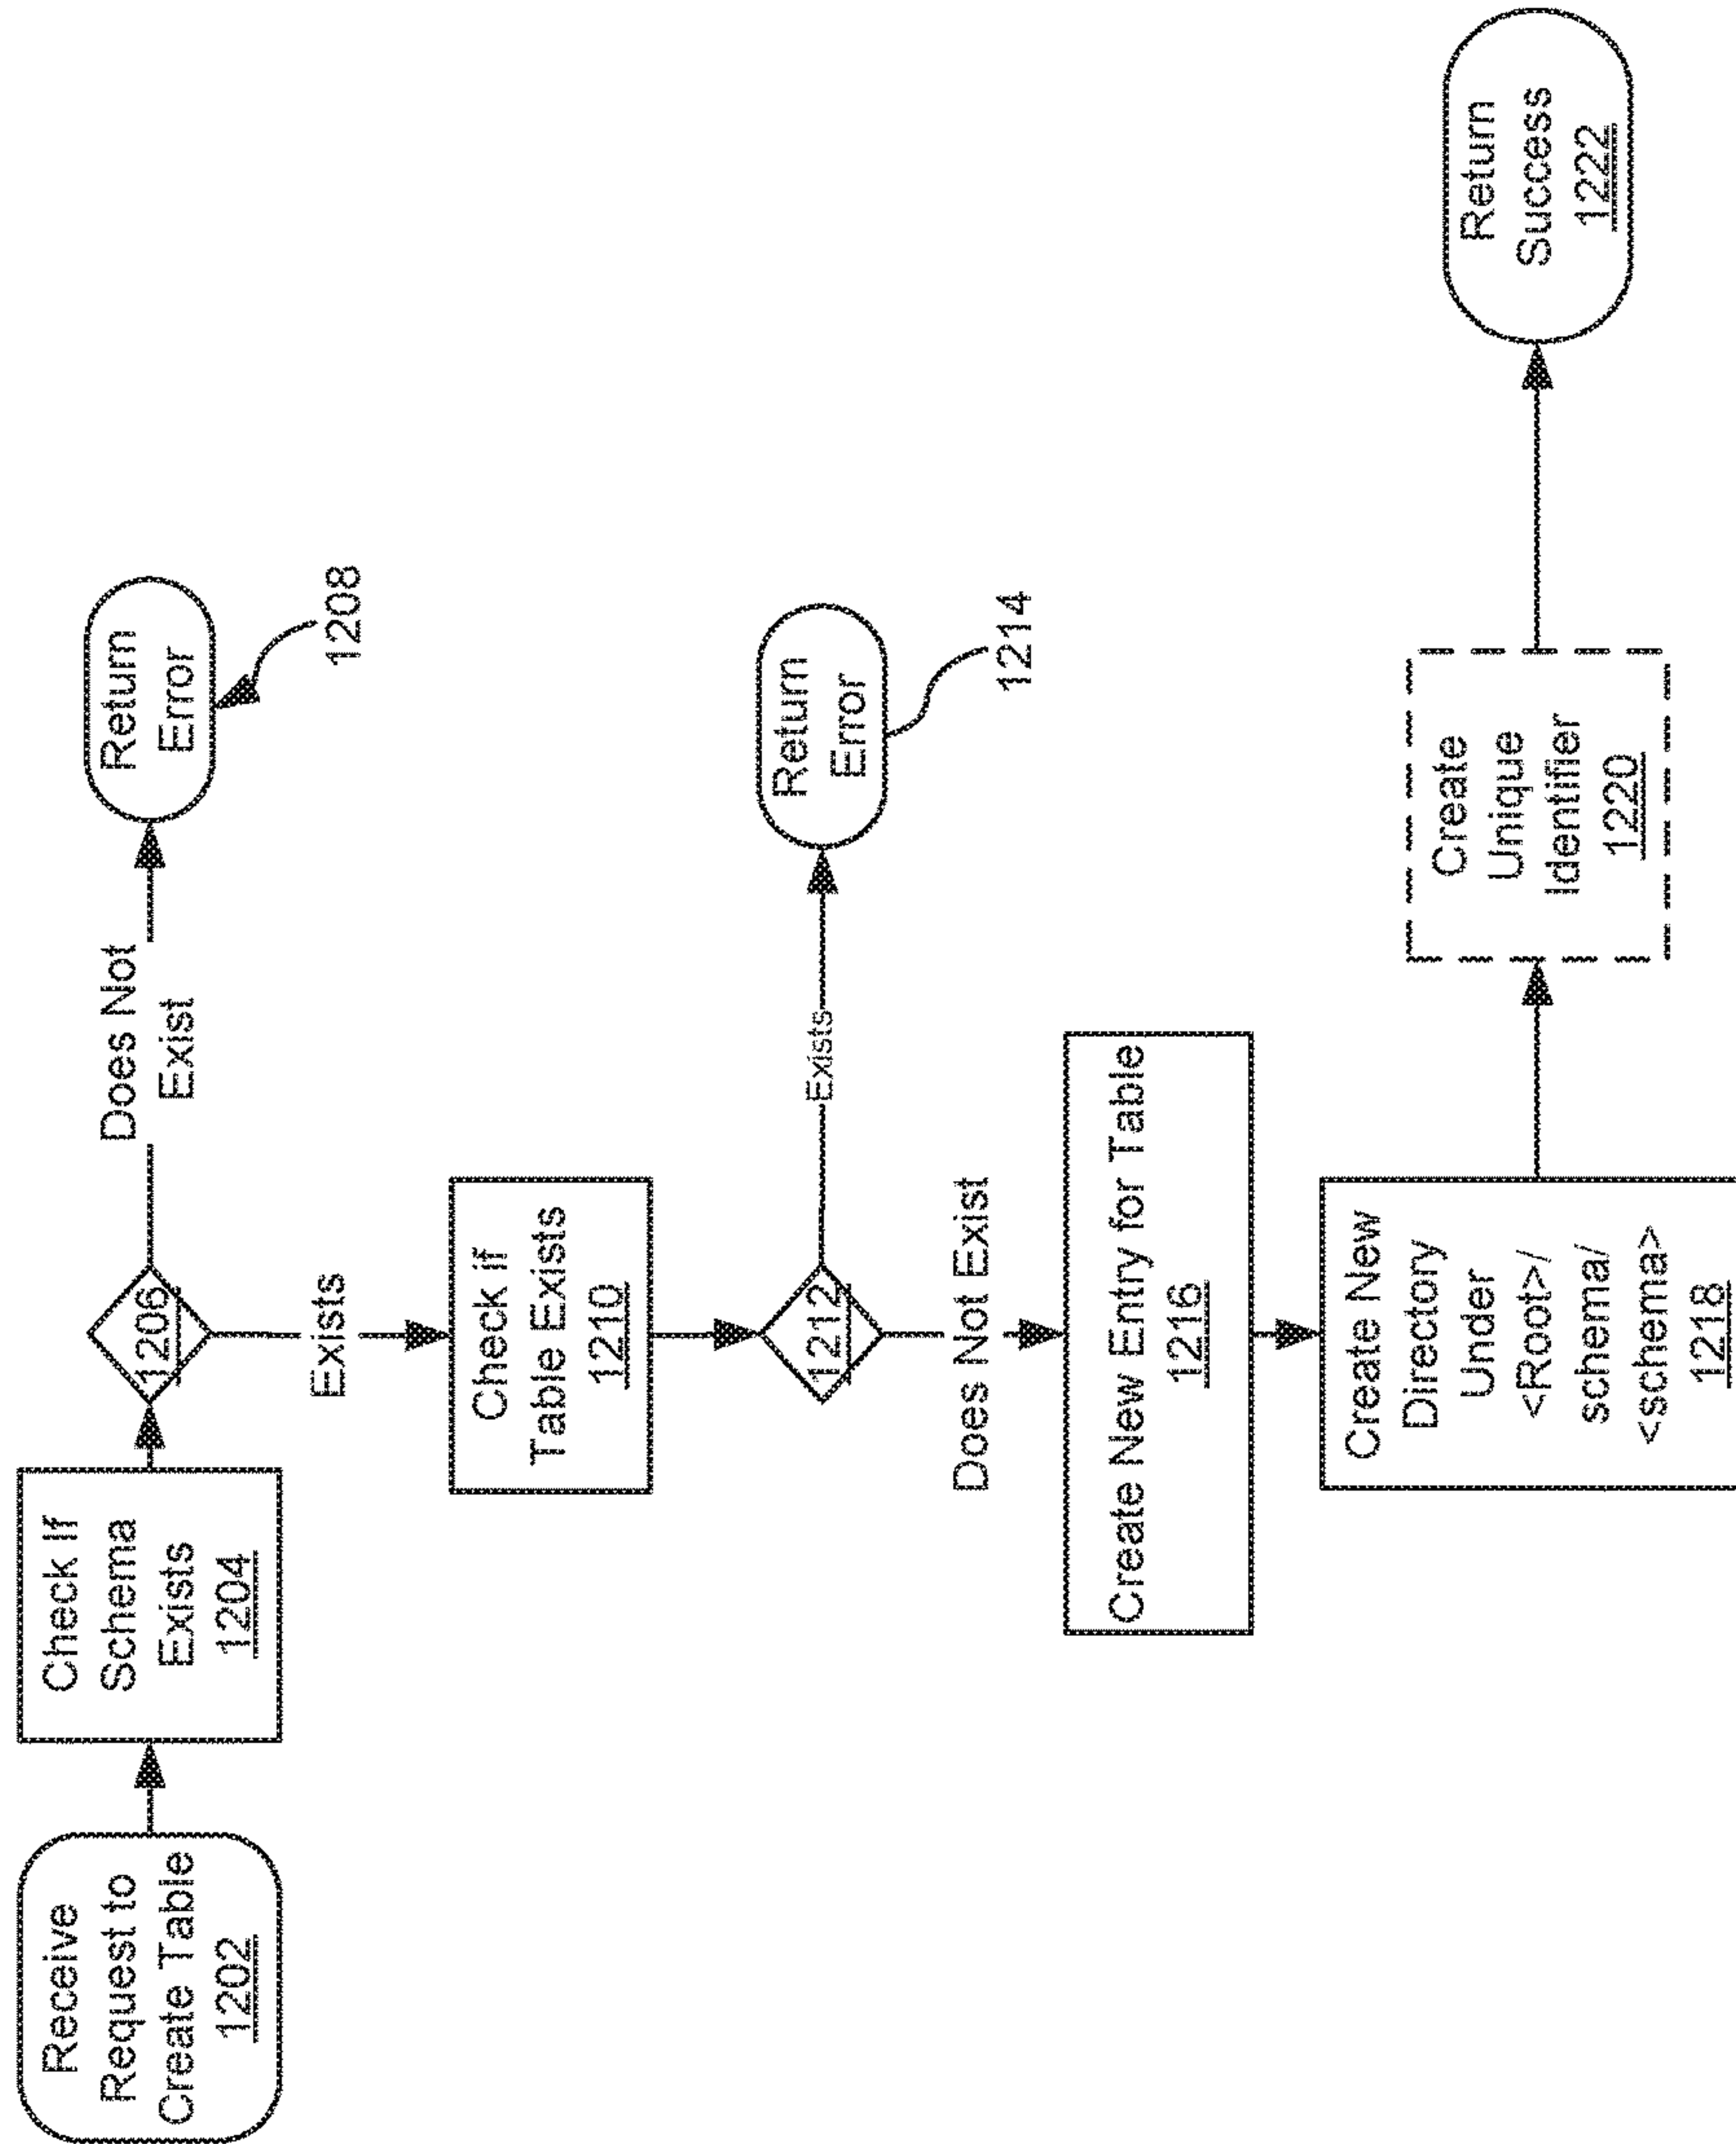 Receive
Request to
Create Table
1202
Check If
Schema
Exists
1204
1206
Does Not
Exist
Return
Error
1208
Exists
Check if
Table Exists
1210
1212
Exists
Return
Error
1214
Does Not Exist
Create New Entry for Table
1216
Create New
Directory
Under
<Root>/
schema/
<schema>
1218
Create
Unique
Identifier
1220
Return
Success
1222